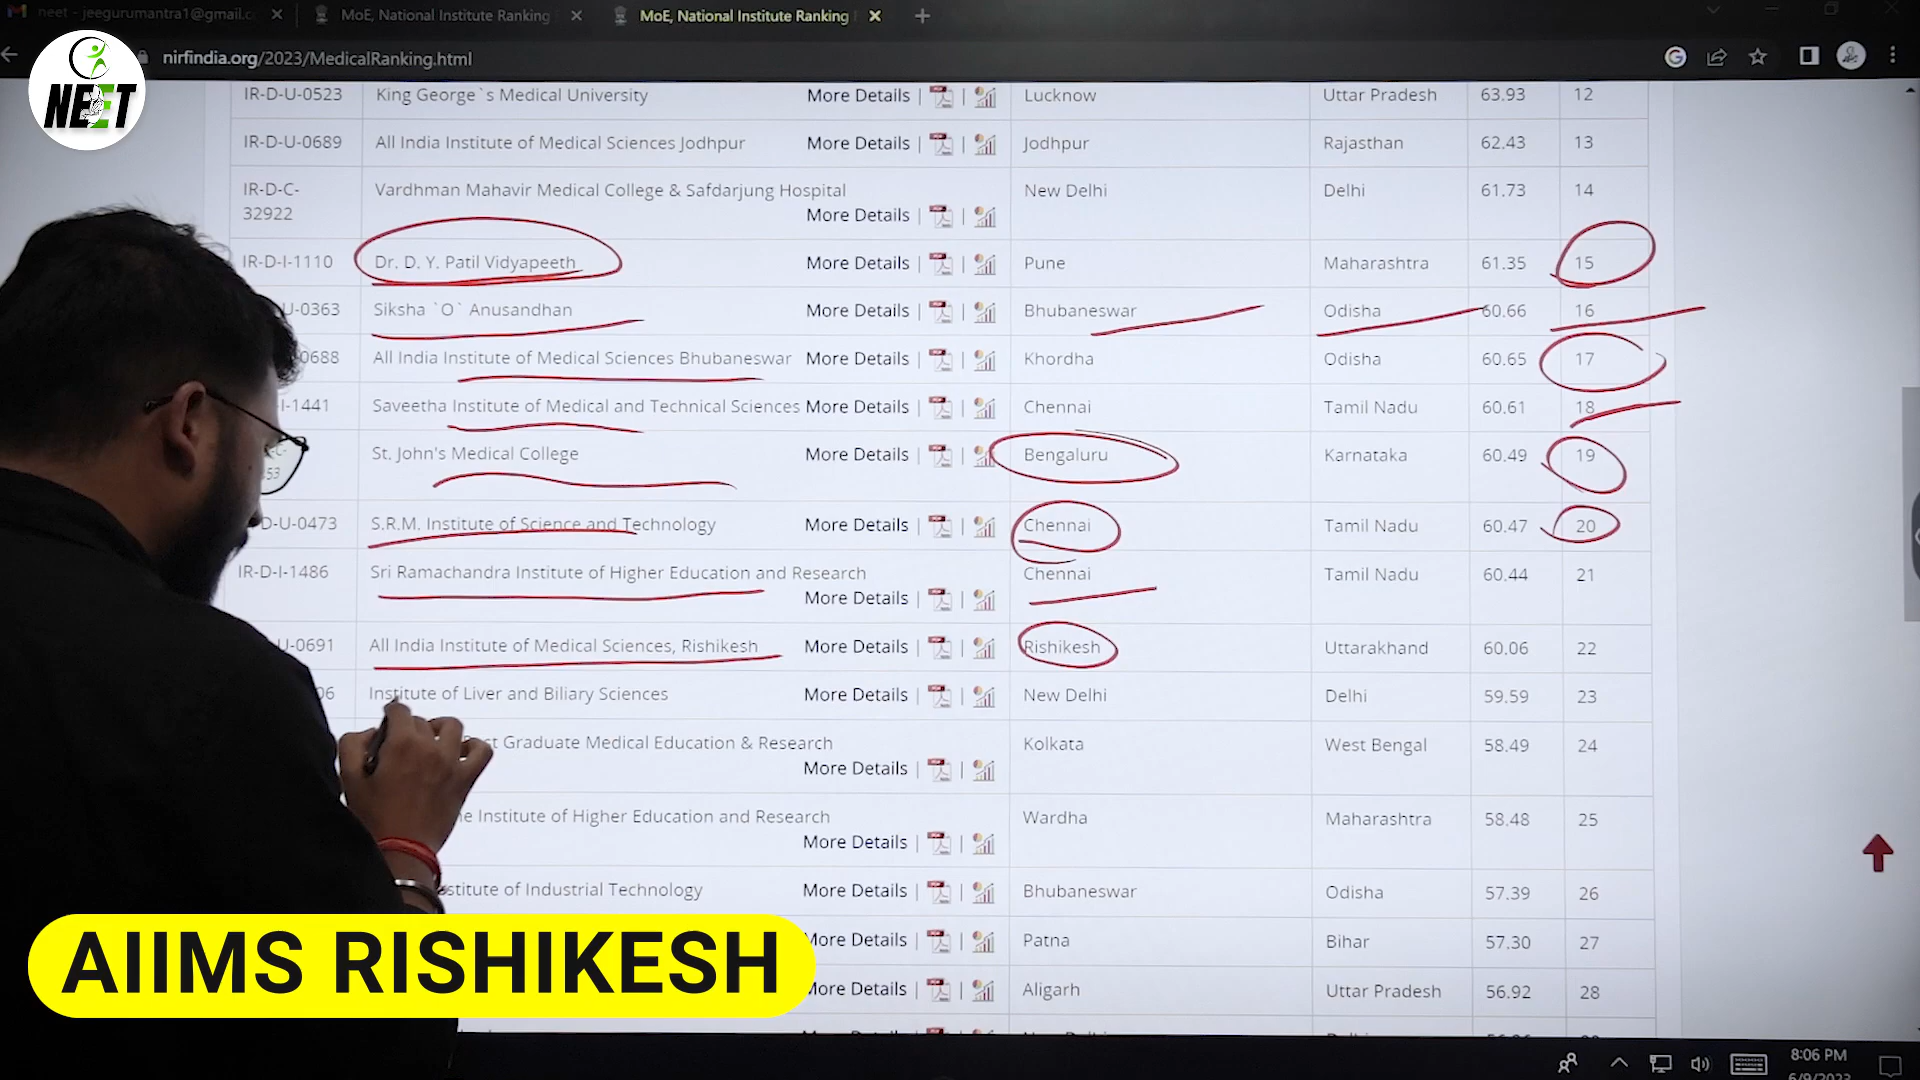 neet - jeegurumantra1@gmail.c
MoE, National Institute Ranking
MoE, National Institute Ranking
nirfindia.org/2023/MedicalRanking.html
NEET
IR-D-U-0523 King George`s Medical University More Details | | Lucknow Uttar Pradesh 63.93 12
IR-D-U-0689 All India Institute of Medical Sciences Jodhpur More Details | | Jodhpur Rajasthan 62.43 13
IR-D-C- Vardhman Mahavir Medical College & Safdarjung Hospital New Delhi Delhi 61.73 14
32922 More Details | |
IR-D-I-1110 Dr. D. Y. Patil Vidyapeeth More Details | | Pune Maharashtra 61.35 15
U-0363 Siksha `O` Anusandhan More Details | | Bhubaneswar Odisha 60.66 16
0688 All India Institute of Medical Sciences Bhubaneswar More Details | | Khordha Odisha 60.65 17
I-1441 Saveetha Institute of Medical and Technical Sciences More Details | | Chennai Tamil Nadu 60.61 18
St. John's Medical College More Details | | Bengaluru Karnataka 60.49 19
53
D-U-0473 S.R.M. Institute of Science and Technology More Details | | Chennai Tamil Nadu 60.47 20
IR-D-I-1486 Sri Ramachandra Institute of Higher Education and Research Chennai Tamil Nadu 60.44 21
More Details | |
U-0691 All India Institute of Medical Sciences, Rishikesh More Details | | Rishikesh Uttarakhand 60.06 22
06 Institute of Liver and Biliary Sciences More Details | | New Delhi Delhi 59.59 23
Graduate Medical Education & Research Kolkata West Bengal 58.49 24
More Details | |
Institute of Higher Education and Research Wardha Maharashtra 58.48 25
More Details | |
stitute of Industrial Technology More Details | | Bhubaneswar Odisha 57.39 26
More Details | | Patna Bihar 57.30 27
More Details | | Aligarh Uttar Pradesh 56.92 28
AIIMS RISHIKESH
8:06 PM